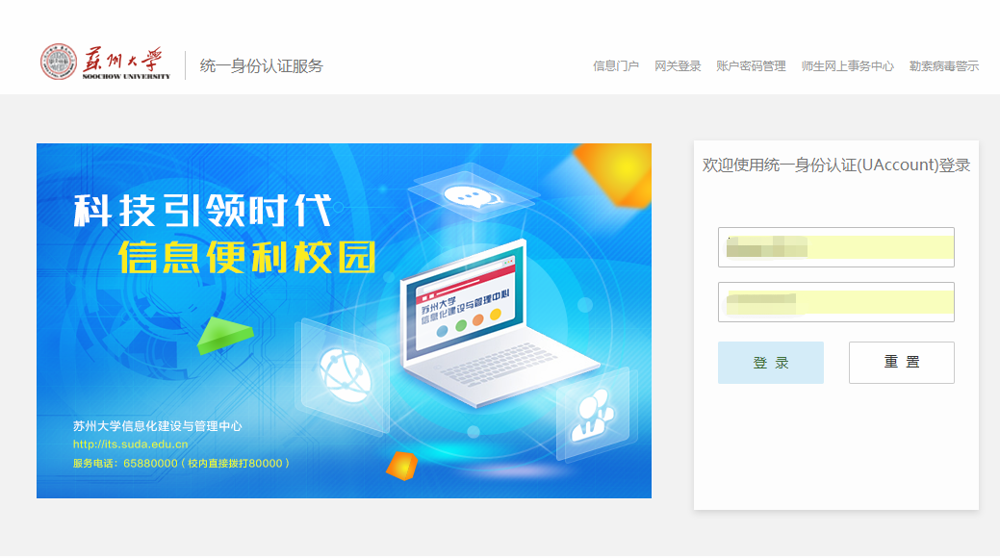 蘇州大學
SOOCHOW UNIVERSITY
统一身份认证服务
信息门户 网关登录 账户密码管理 师生网上事务中心 勒索病毒警示
科技引领时代
信息便利校园
苏州大学
信息化建设与管理中心
苏州大学信息化建设与管理中心
http://its.suda.edu.cn
服务电话：65880000（校内直接拨打80000）
欢迎使用统一身份认证(UAccount)登录
登 录 重 置